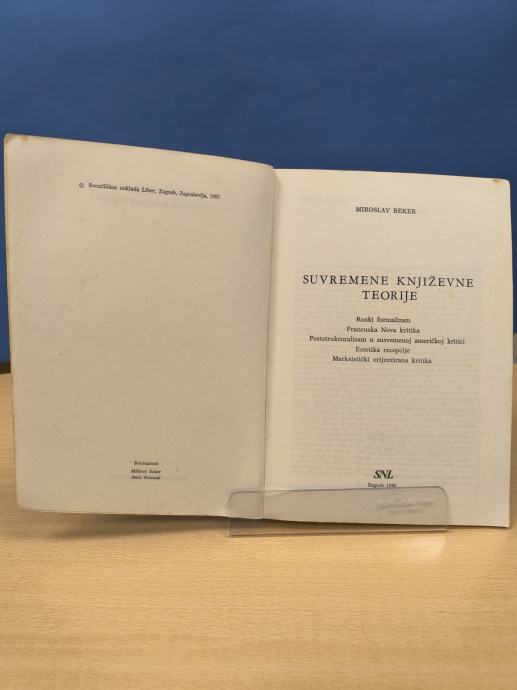 © Sveučilišna naklada Liber, Zagreb, Jugoslavija, 1985
Recenzenti
Milivoj Solar
Ante Stamać
MIROSLAV BEKER
SUVREMENE KNJIŽEVNE
TEORIJE
Ruski formalizam
Francuska Nova kritika
Poststrukturalizam u suvremenoj američkoj kritici
Estetika recepcije
Marksistički orijentirana kritika
SNL
Zagreb 1986